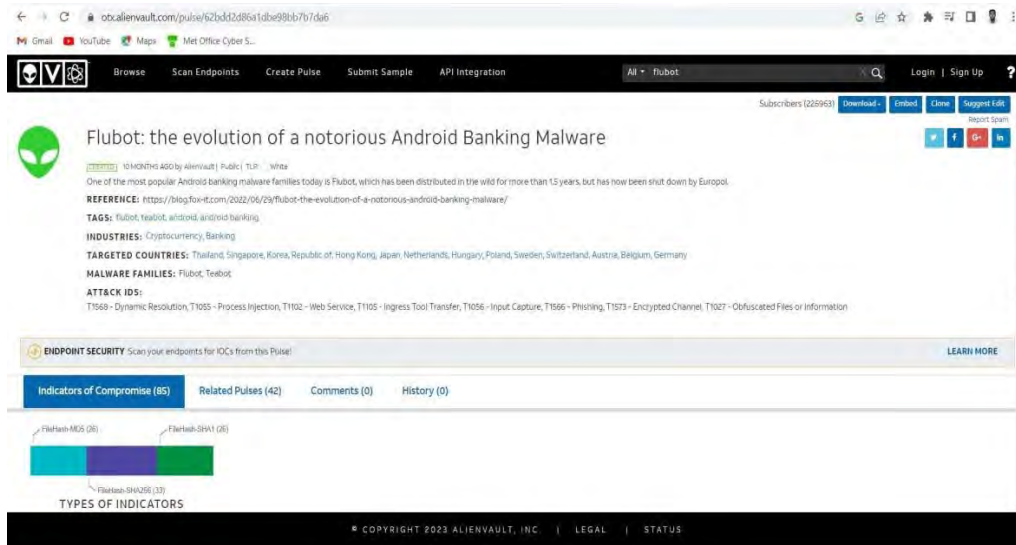 otx.alienvault.com/pulse/62bdd2d86a1dbe98bb7b7da6
Gmail YouTube Maps Met Office Cyber S...
Browse Scan Endpoints Create Pulse Submit Sample API Integration All flubot Login | Sign Up ?
Subscribers (226963) Download Embed Clone Suggest Edit
Report Spam
Flubot: the evolution of a notorious Android Banking Malware
10 MONTHS AGO by AlienVault | Public | TLP: White
One of the most popular Android banking malware families today is Flubot, which has been distributed in the wild for more than 1.5 years, but has now been shut down by Europol.
REFERENCE: https://blog.fox-it.com/2022/06/29/flubot-the-evolution-of-a-notorious-android-banking-malware/
TAGS: flubot, teabot, android, android banking
INDUSTRIES: Cryptocurrency, Banking
TARGETED COUNTRIES: Thailand, Singapore, Korea, Republic of, Hong Kong, Japan, Netherlands, Hungary, Poland, Sweden, Switzerland, Austria, Belgium, Germany
MALWARE FAMILIES: Flubot, Teabot
ATT&CK IDS:
T1568 - Dynamic Resolution, T1055 - Process Injection, T1102 - Web Service, T1105 - Ingress Tool Transfer, T1056 - Input Capture, T1566 - Phishing, T1573 - Encrypted Channel, T1027 - Obfuscated Files or Information
ENDPOINT SECURITY Scan your endpoints for IOCs from this Pulse! LEARN MORE
Indicators of Compromise (85) Related Pulses (42) Comments (0) History (0)
FileHash-MD5 (26) FileHash-SHA1 (26)
FileHash-SHA256 (33)
TYPES OF INDICATORS
© COPYRIGHT 2023 ALIENVAULT, INC. | LEGAL | STATUS